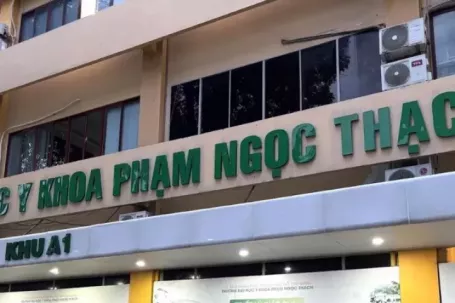 C Y KHOA PHẠM NGỌC THẠC
KHU A1